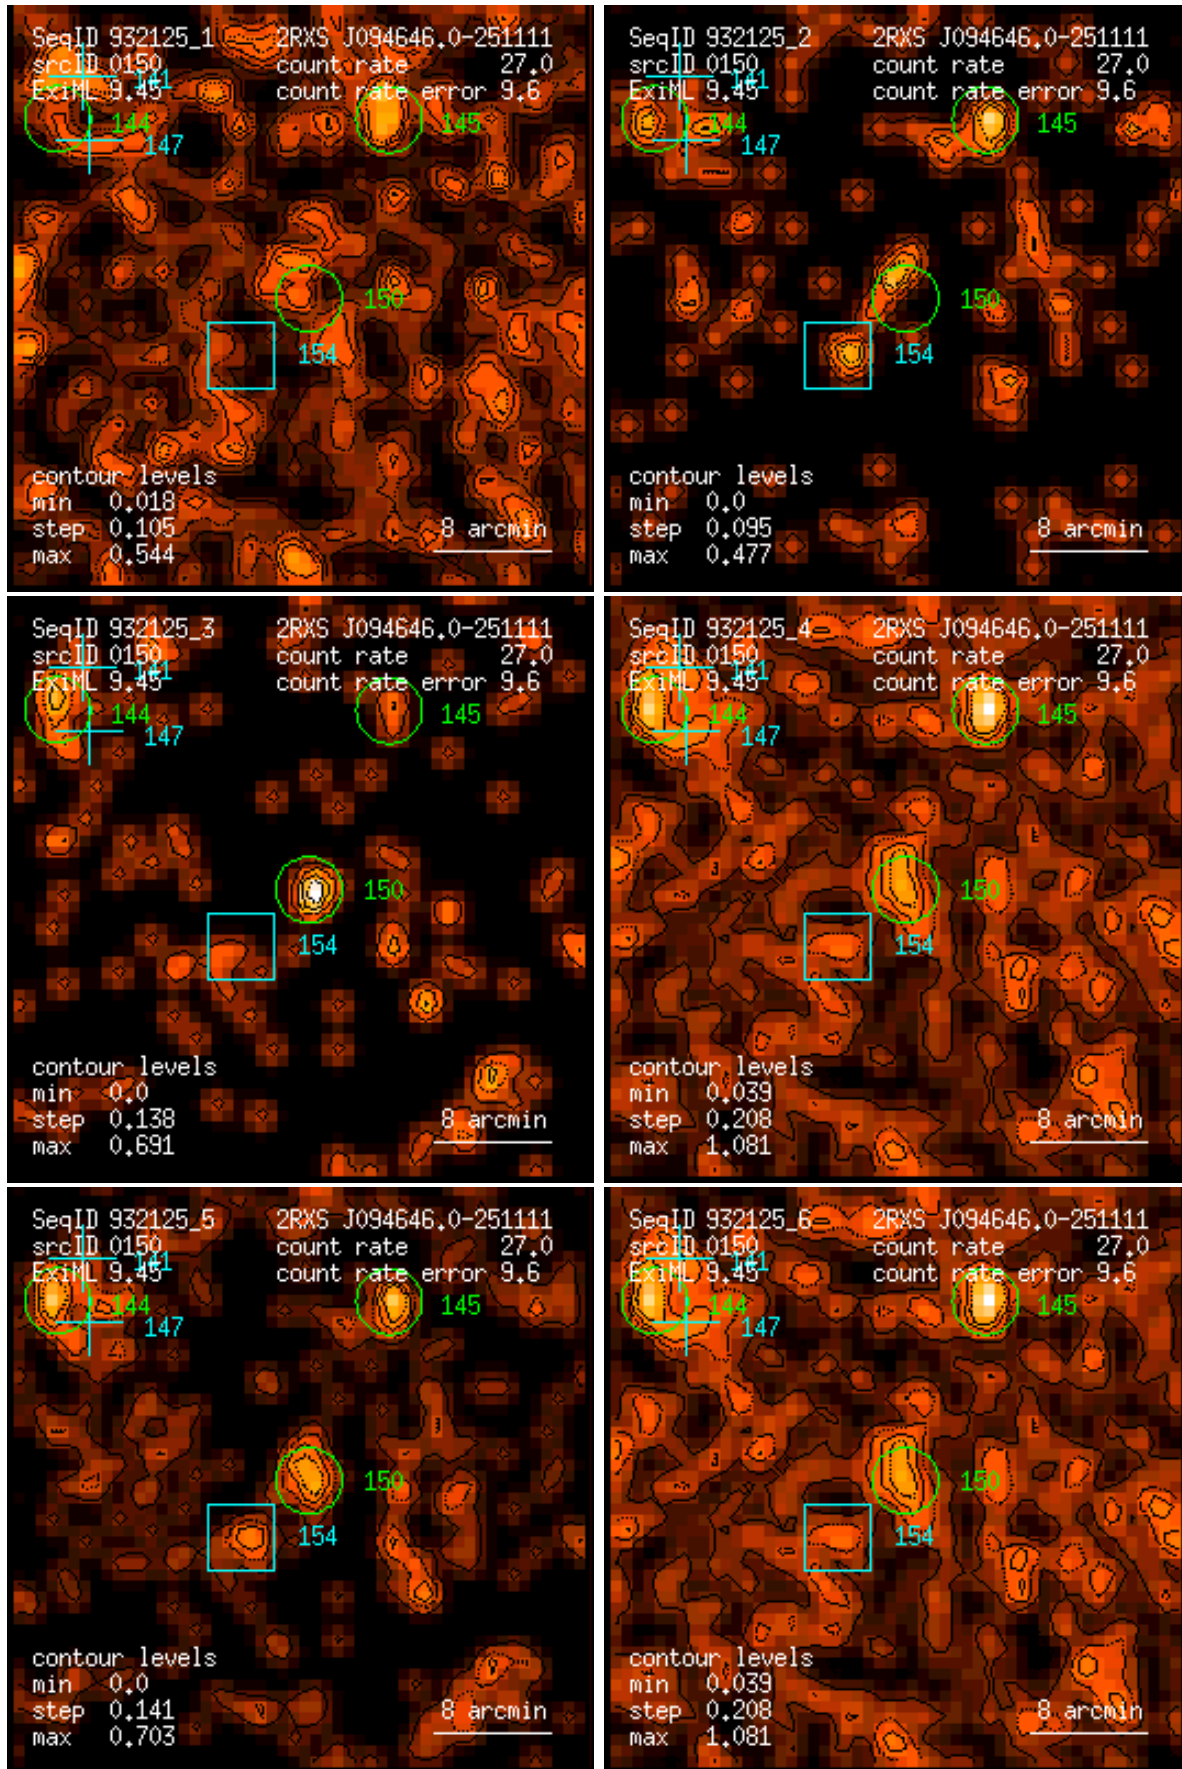 SeqID 932125_1 2RXS J094646.0-251111
srcID 0150 count rate 27.0
141
ExiML 9.45 count rate error 9.6
144 145
147
150
154
contour levels
min 0.018
step 0.105 8 arcmin
max 0.544
SeqID 932125_2 2RXS J094646.0-251111
srcID 0150 count rate 27.0
141
ExiML 9.45 count rate error 9.6
144 145
147
150
154
contour levels
min 0.0
step 0.095 8 arcmin
max 0.477
SeqID 932125_3 2RXS J094646.0-251111
srcID 0150 count rate 27.0
141
ExiML 9.45 count rate error 9.6
144 145
147
150
154
contour levels
min 0.0
step 0.138 8 arcmin
max 0.691
SeqID 932125_4 2RXS J094646.0-251111
srcID 0150 count rate 27.0
141
ExiML 9.45 count rate error 9.6
144 145
147
150
154
contour levels
min 0.039
step 0.208 8 arcmin
max 1.081
SeqID 932125_5 2RXS J094646.0-251111
srcID 0150 count rate 27.0
141
ExiML 9.45 count rate error 9.6
144 145
147
150
154
contour levels
min 0.0
step 0.141 8 arcmin
max 0.703
SeqID 932125_6 2RXS J094646.0-251111
srcID 0150 count rate 27.0
141
ExiML 9.45 count rate error 9.6
144 145
147
150
154
contour levels
min 0.039
step 0.208 8 arcmin
max 1.081